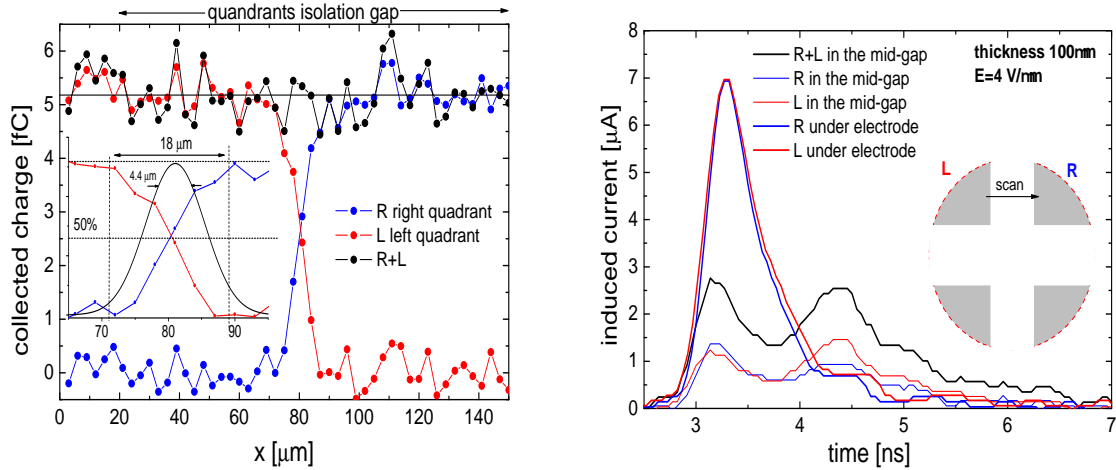 quandrants isolation gap
6
5
4
3
2
1
0
collected charge [fC]
18 µm
4.4 µm
50%
70
80
90
R right quadrant
L left quadrant
R+L
0
20
40
60
80
100
120
140
x [µm]
8
7
6
5
4
3
2
1
0
induced current [µA]
R+L in the mid-gap
R in the mid-gap
L in the mid-gap
R under electrode
L under electrode
thickness 100nm
E=4 V/nm
L
scan
R
3
4
5
6
7
time [ns]